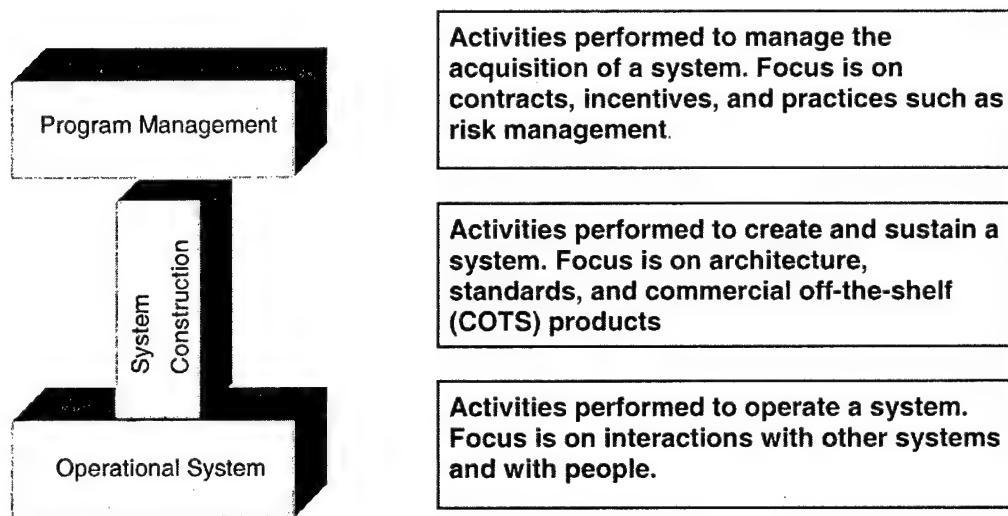 Program Management
Activities performed to manage the
acquisition of a system. Focus is on
contracts, incentives, and practices such as
risk management.
System
Construction
Activities performed to create and sustain a
system. Focus is on architecture,
standards, and commercial off-the-shelf
(COTS) products
Operational System
Activities performed to operate a system.
Focus is on interactions with other systems
and with people.